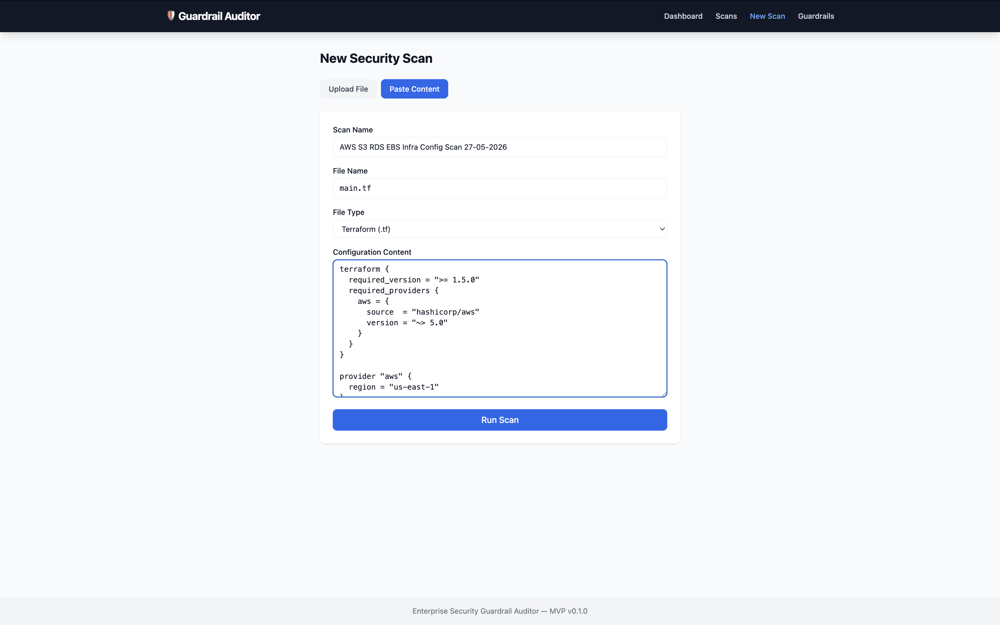 Guardrail Auditor
Dashboard Scans New Scan Guardrails
New Security Scan
Upload File Paste Content
Scan Name
AWS S3 RDS EBS Infra Config Scan 27-05-2026
File Name
main.tf
File Type
Terraform (.tf)
Configuration Content
terraform {
  required_version = ">= 1.5.0"
  required_providers {
    aws = {
      source  = "hashicorp/aws"
      version = "~> 5.0"
    }
  }
}
provider "aws" {
  region = "us-east-1"
}
Run Scan
Enterprise Security Guardrail Auditor — MVP v0.1.0